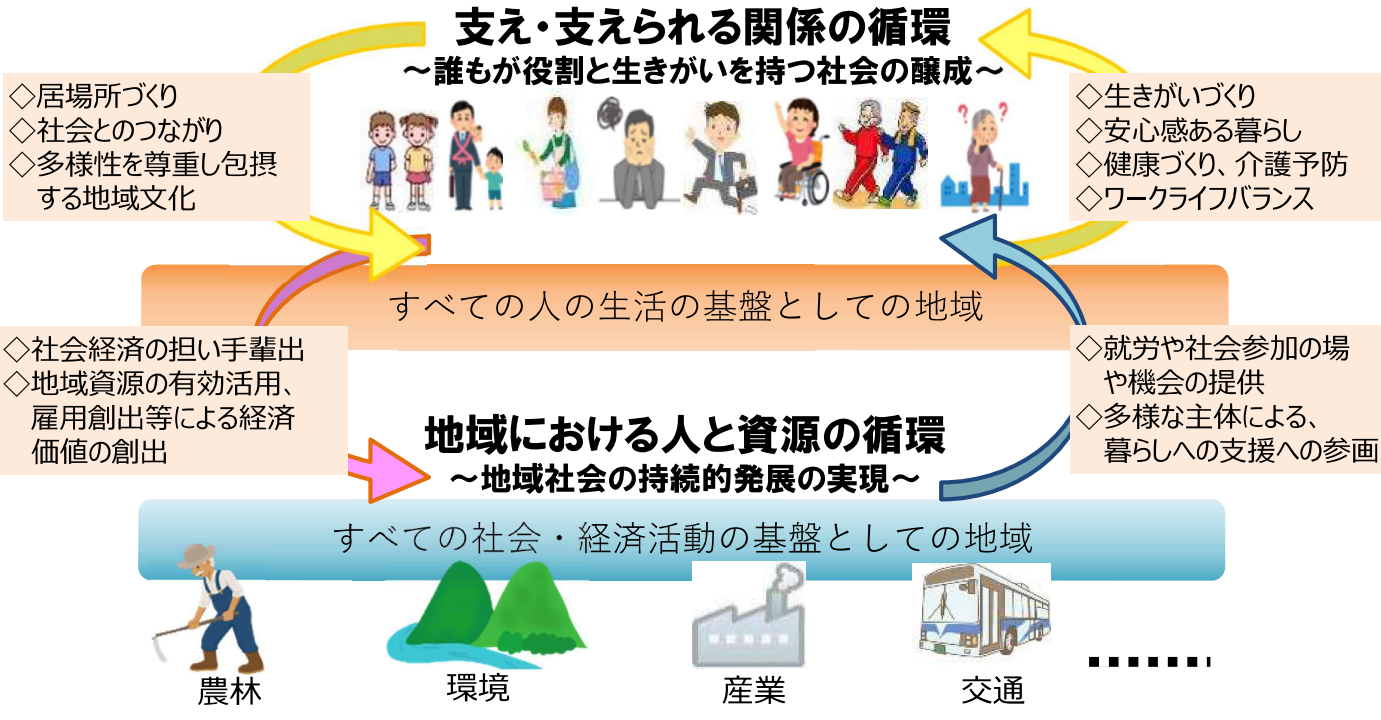 支え・支えられる関係の循環
～誰もが役割と生きがいを持つ社会の醸成～
◇居場所づくり
◇社会とのつながり
◇多様性を尊重し包摂
する地域文化
◇生きがいづくり
◇安心感ある暮らし
◇健康づくり、介護予防
◇ワークライフバランス
? ?
すべての人の生活の基盤としての地域
◇社会経済の担い手輩出
◇地域資源の有効活用、
雇用創出等による経済
価値の創出
◇就労や社会参加の場
や機会の提供
◇多様な主体による、
暮らしへの支援への参画
地域における人と資源の循環
～地域社会の持続的発展の実現～
すべての社会・経済活動の基盤としての地域
農林
環境
産業
交通